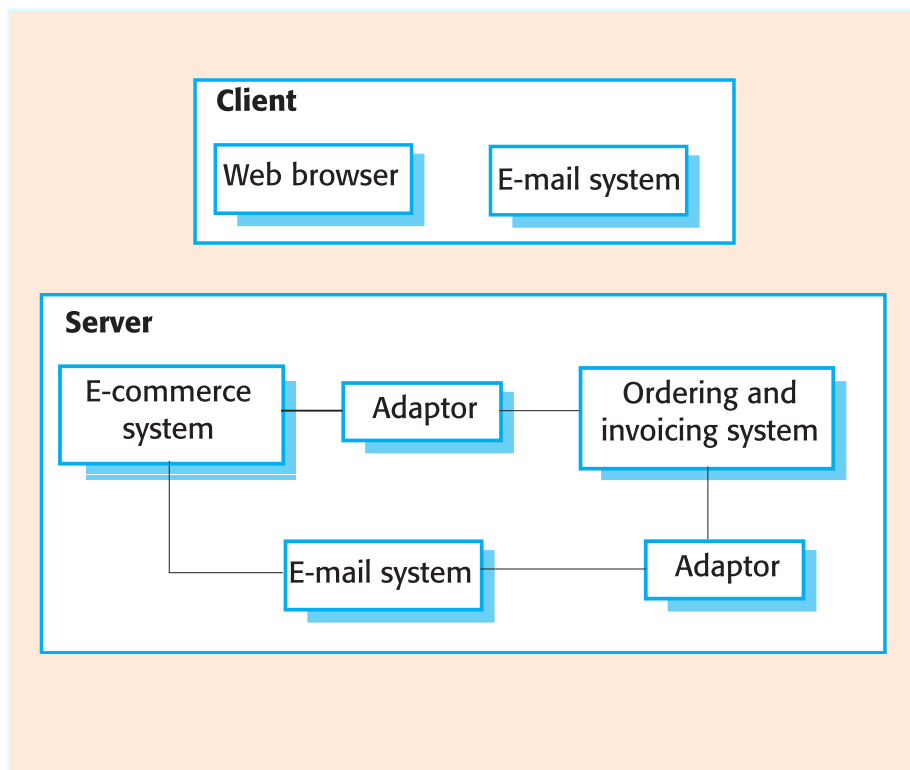 Client
Web browser
E-mail system
Server
E-commerce
system
Adaptor
Ordering and
invoicing system
E-mail system
Adaptor